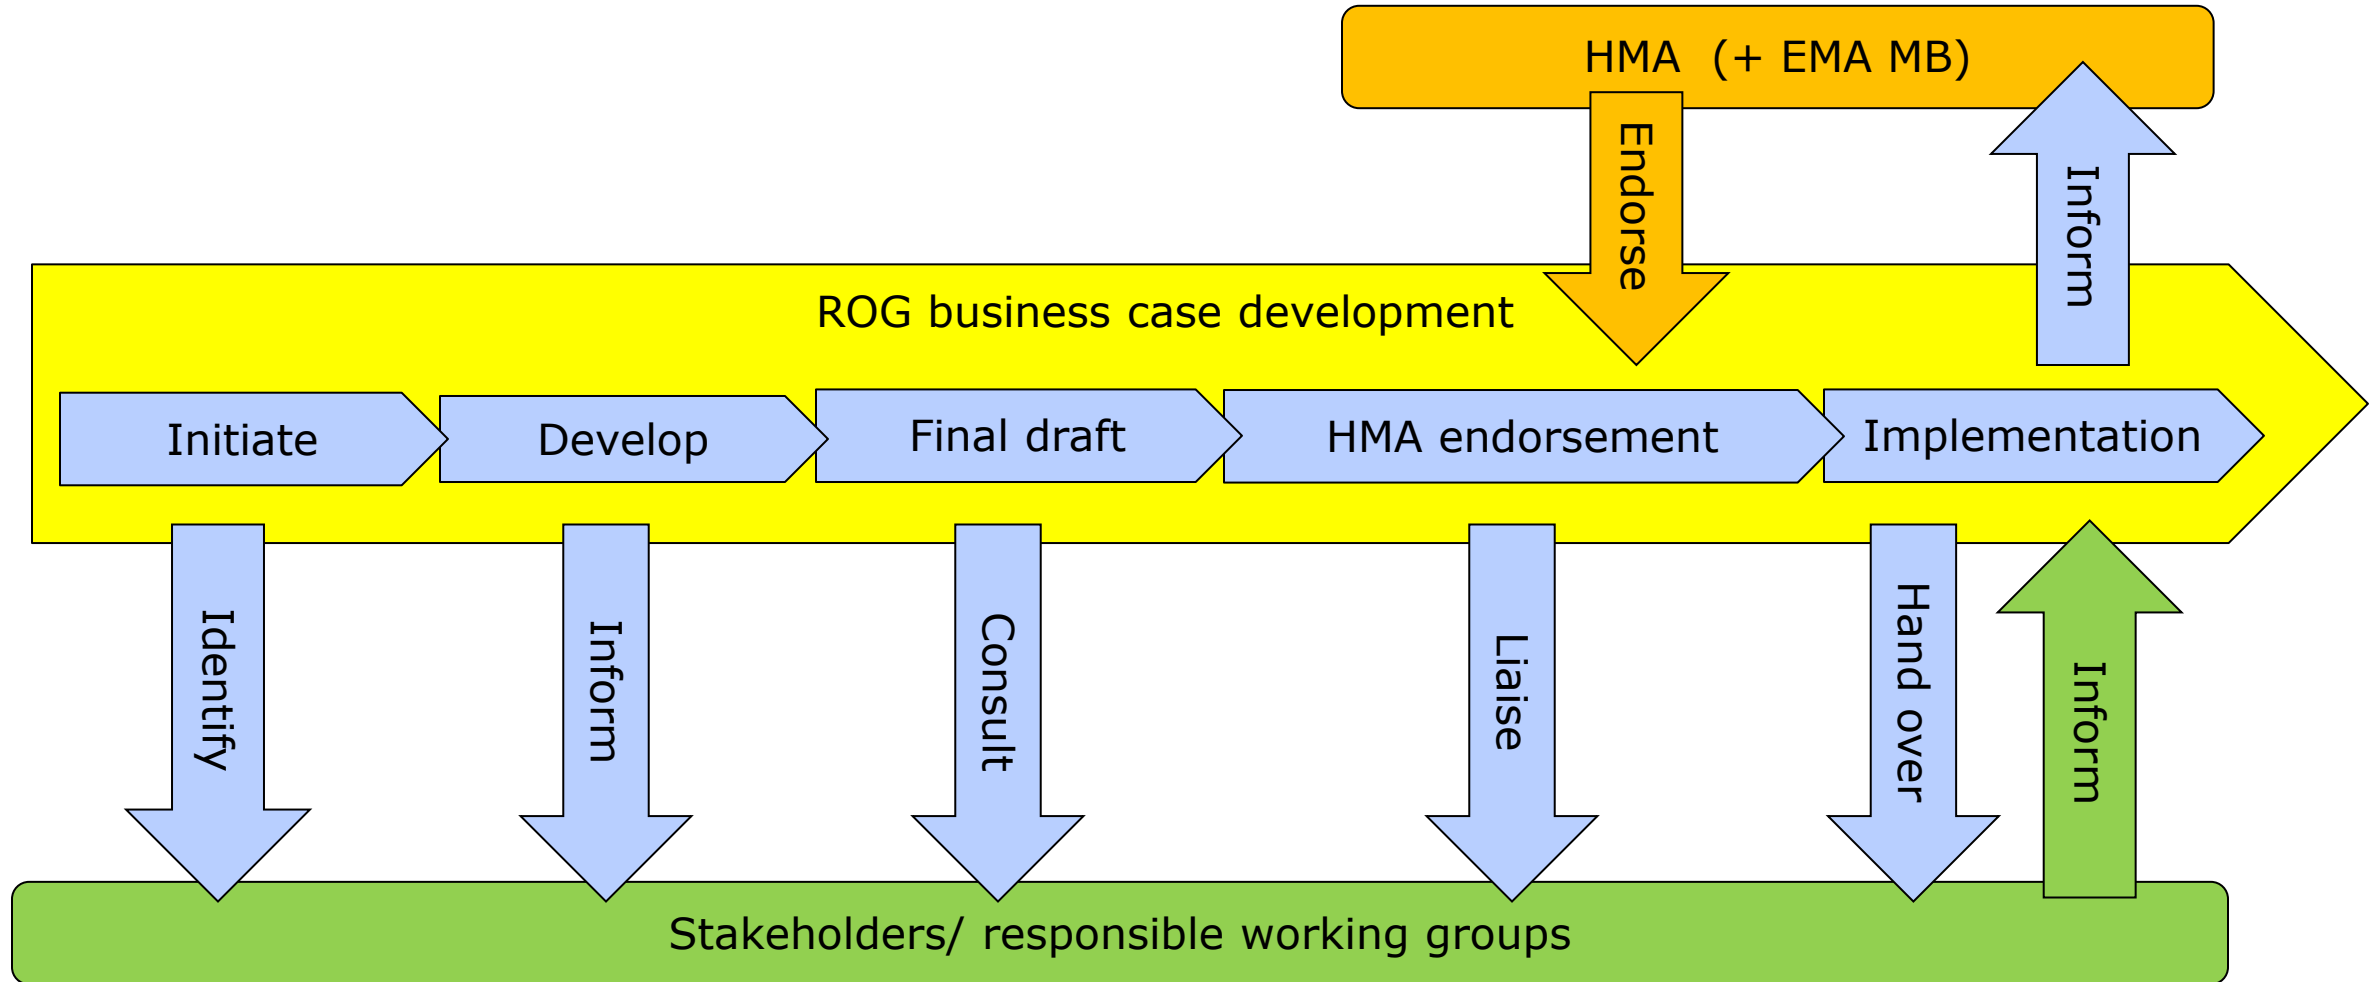 HMA  (+ EMA MB)
Endorse
Inform
ROG business case development
Initiate
Develop
Final draft
HMA endorsement
Implementation
Identify
Inform
Consult
Liaise
Hand over
Inform
Stakeholders/ responsible working groups